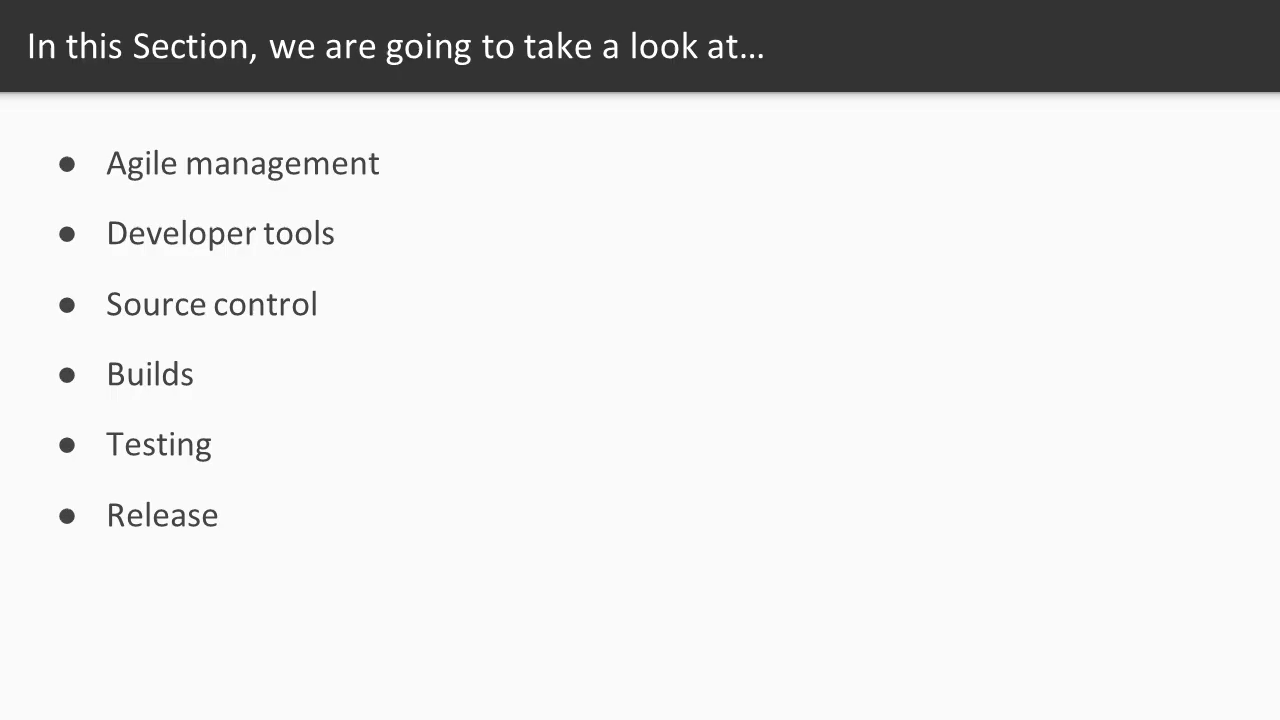 In this Section, we are going to take a look at…
● Agile management
● Developer tools
● Source control
● Builds
● Testing
● Release